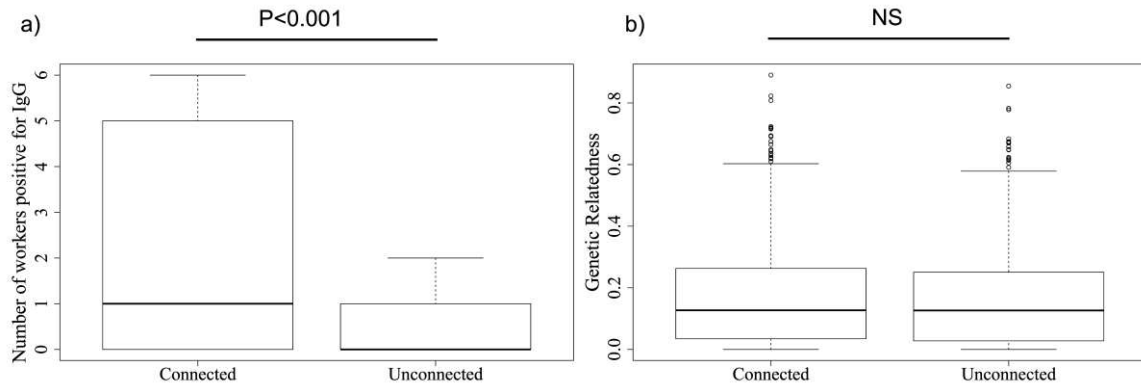 a)
P<0.001
Number of workers positive for IgG
6
5
4
3
2
1
0
Connected
Unconnected
b)
NS
Genetic Relatedness
0.8
0.6
0.4
0.2
0.0
Connected
Unconnected